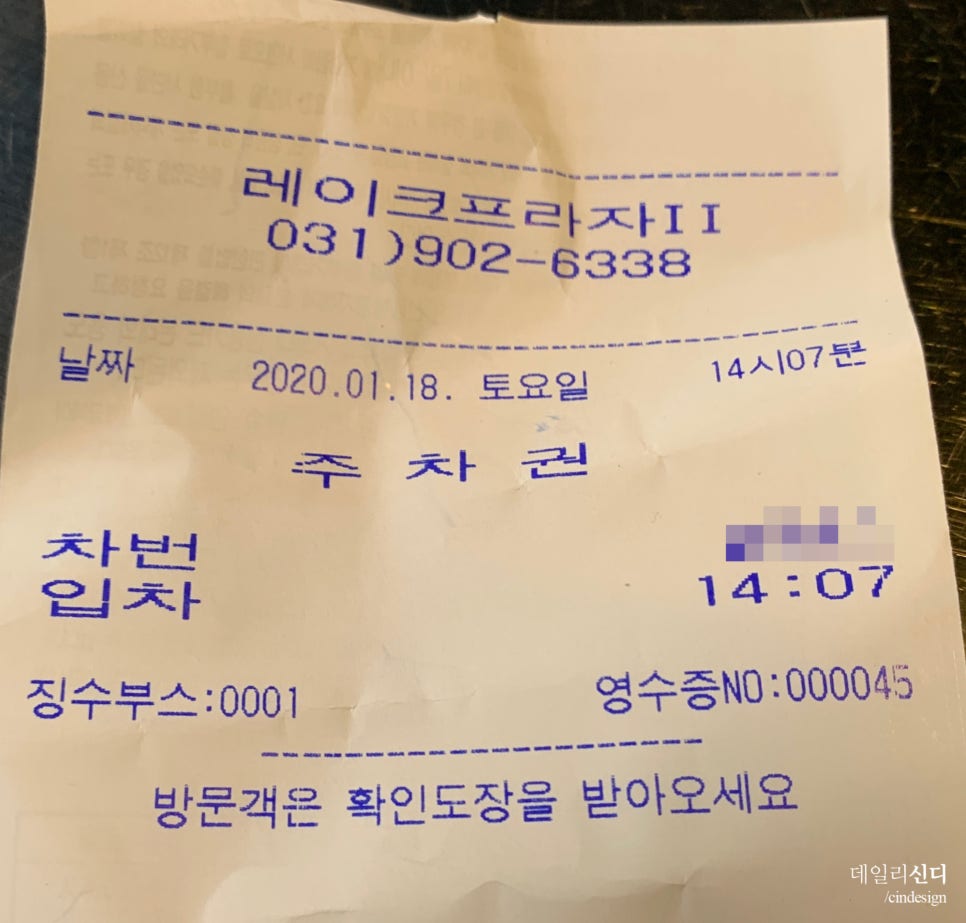 레이크프라자II
031)902-6338
날짜 2020.01.18. 토요일 14시07분
주 차 권
차번
입차 14:07
징수부스:0001 영수증NO:000045
방문객은 확인도장을 받아오세요
데일리신디
/cindesign